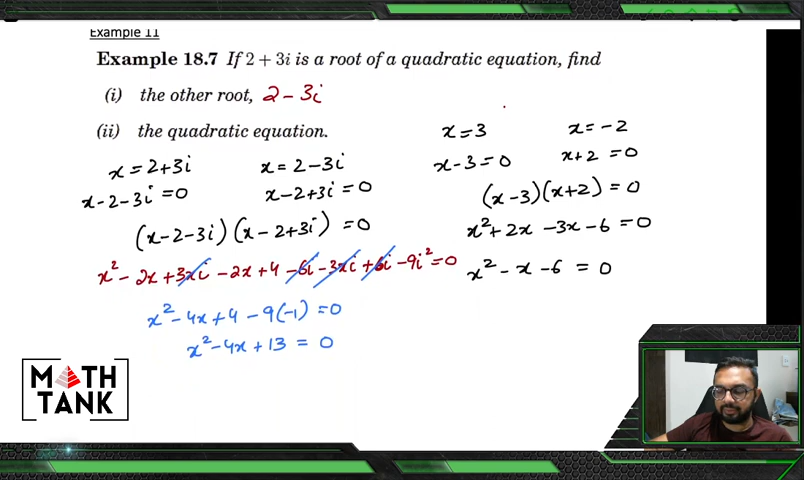 Example 11
Example 18.7 If 2 + 3i is a root of a quadratic equation, find
(i) the other root, 2 - 3i
(ii) the quadratic equation.
x = 2+3i
x = 2-3i
x-2-3i = 0
x-2+3i = 0
(x-2-3i)(x-2+3i) = 0
x² - 2x + 3xi - 2x + 4 - 6i - 3xi + 6i - 9i² = 0
x² - 4x + 4 - 9(-1) = 0
x² - 4x + 13 = 0
x = 3
x = -2
x-3 = 0
x+2 = 0
(x-3)(x+2) = 0
x² + 2x - 3x - 6 = 0
x² - x - 6 = 0
MATH
TANK